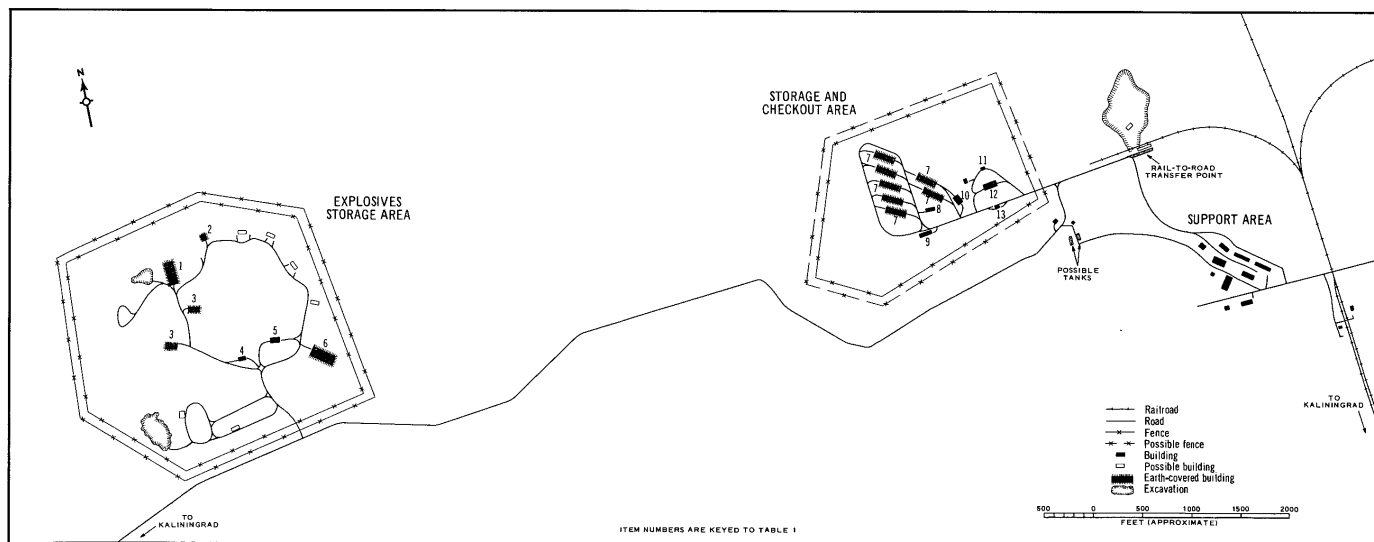 N
EXPLOSIVES
STORAGE AREA
2
1
3
3
4
5
6
TO
KALININGRAD
STORAGE AND
CHECKOUT AREA
7
7
7
7
7
8
9
10
11
12
13
RAIL-TO-ROAD
TRANSFER POINT
SUPPORT AREA
POSSIBLE
TANKS
TO
KALININGRAD
Railroad
Road
Fence
Possible fence
Building
Possible building
Earth-covered building
Excavation
500 0 500 1000 1500 2000
FEET (APPROXIMATE)
ITEM NUMBERS ARE KEYED TO TABLE 1